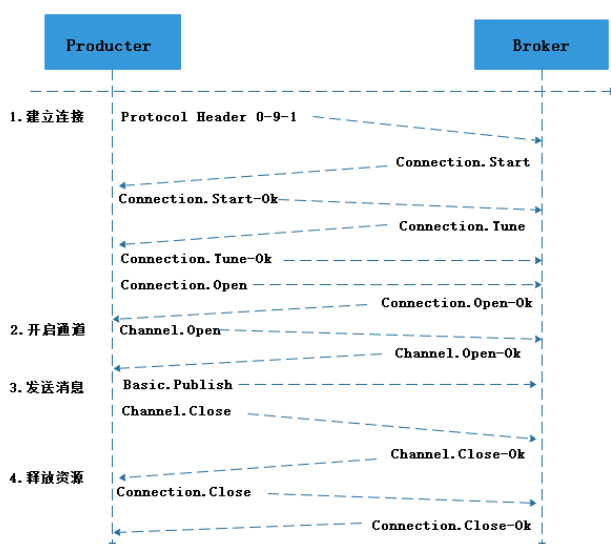 Producter
Broker
1.建立连接
Protocol Header 0-9-1
Connection.Start
Connection.Start-Ok
Connection.Tune
Connection.Tune-Ok
Connection.Open
Connection.Open-Ok
2.开启通道
Channel.Open
Channel.Open-Ok
3.发送消息
Basic.Publish
Channel.Close
Channel.Close-Ok
4.释放资源
Connection.Close
Connection.Close-Ok